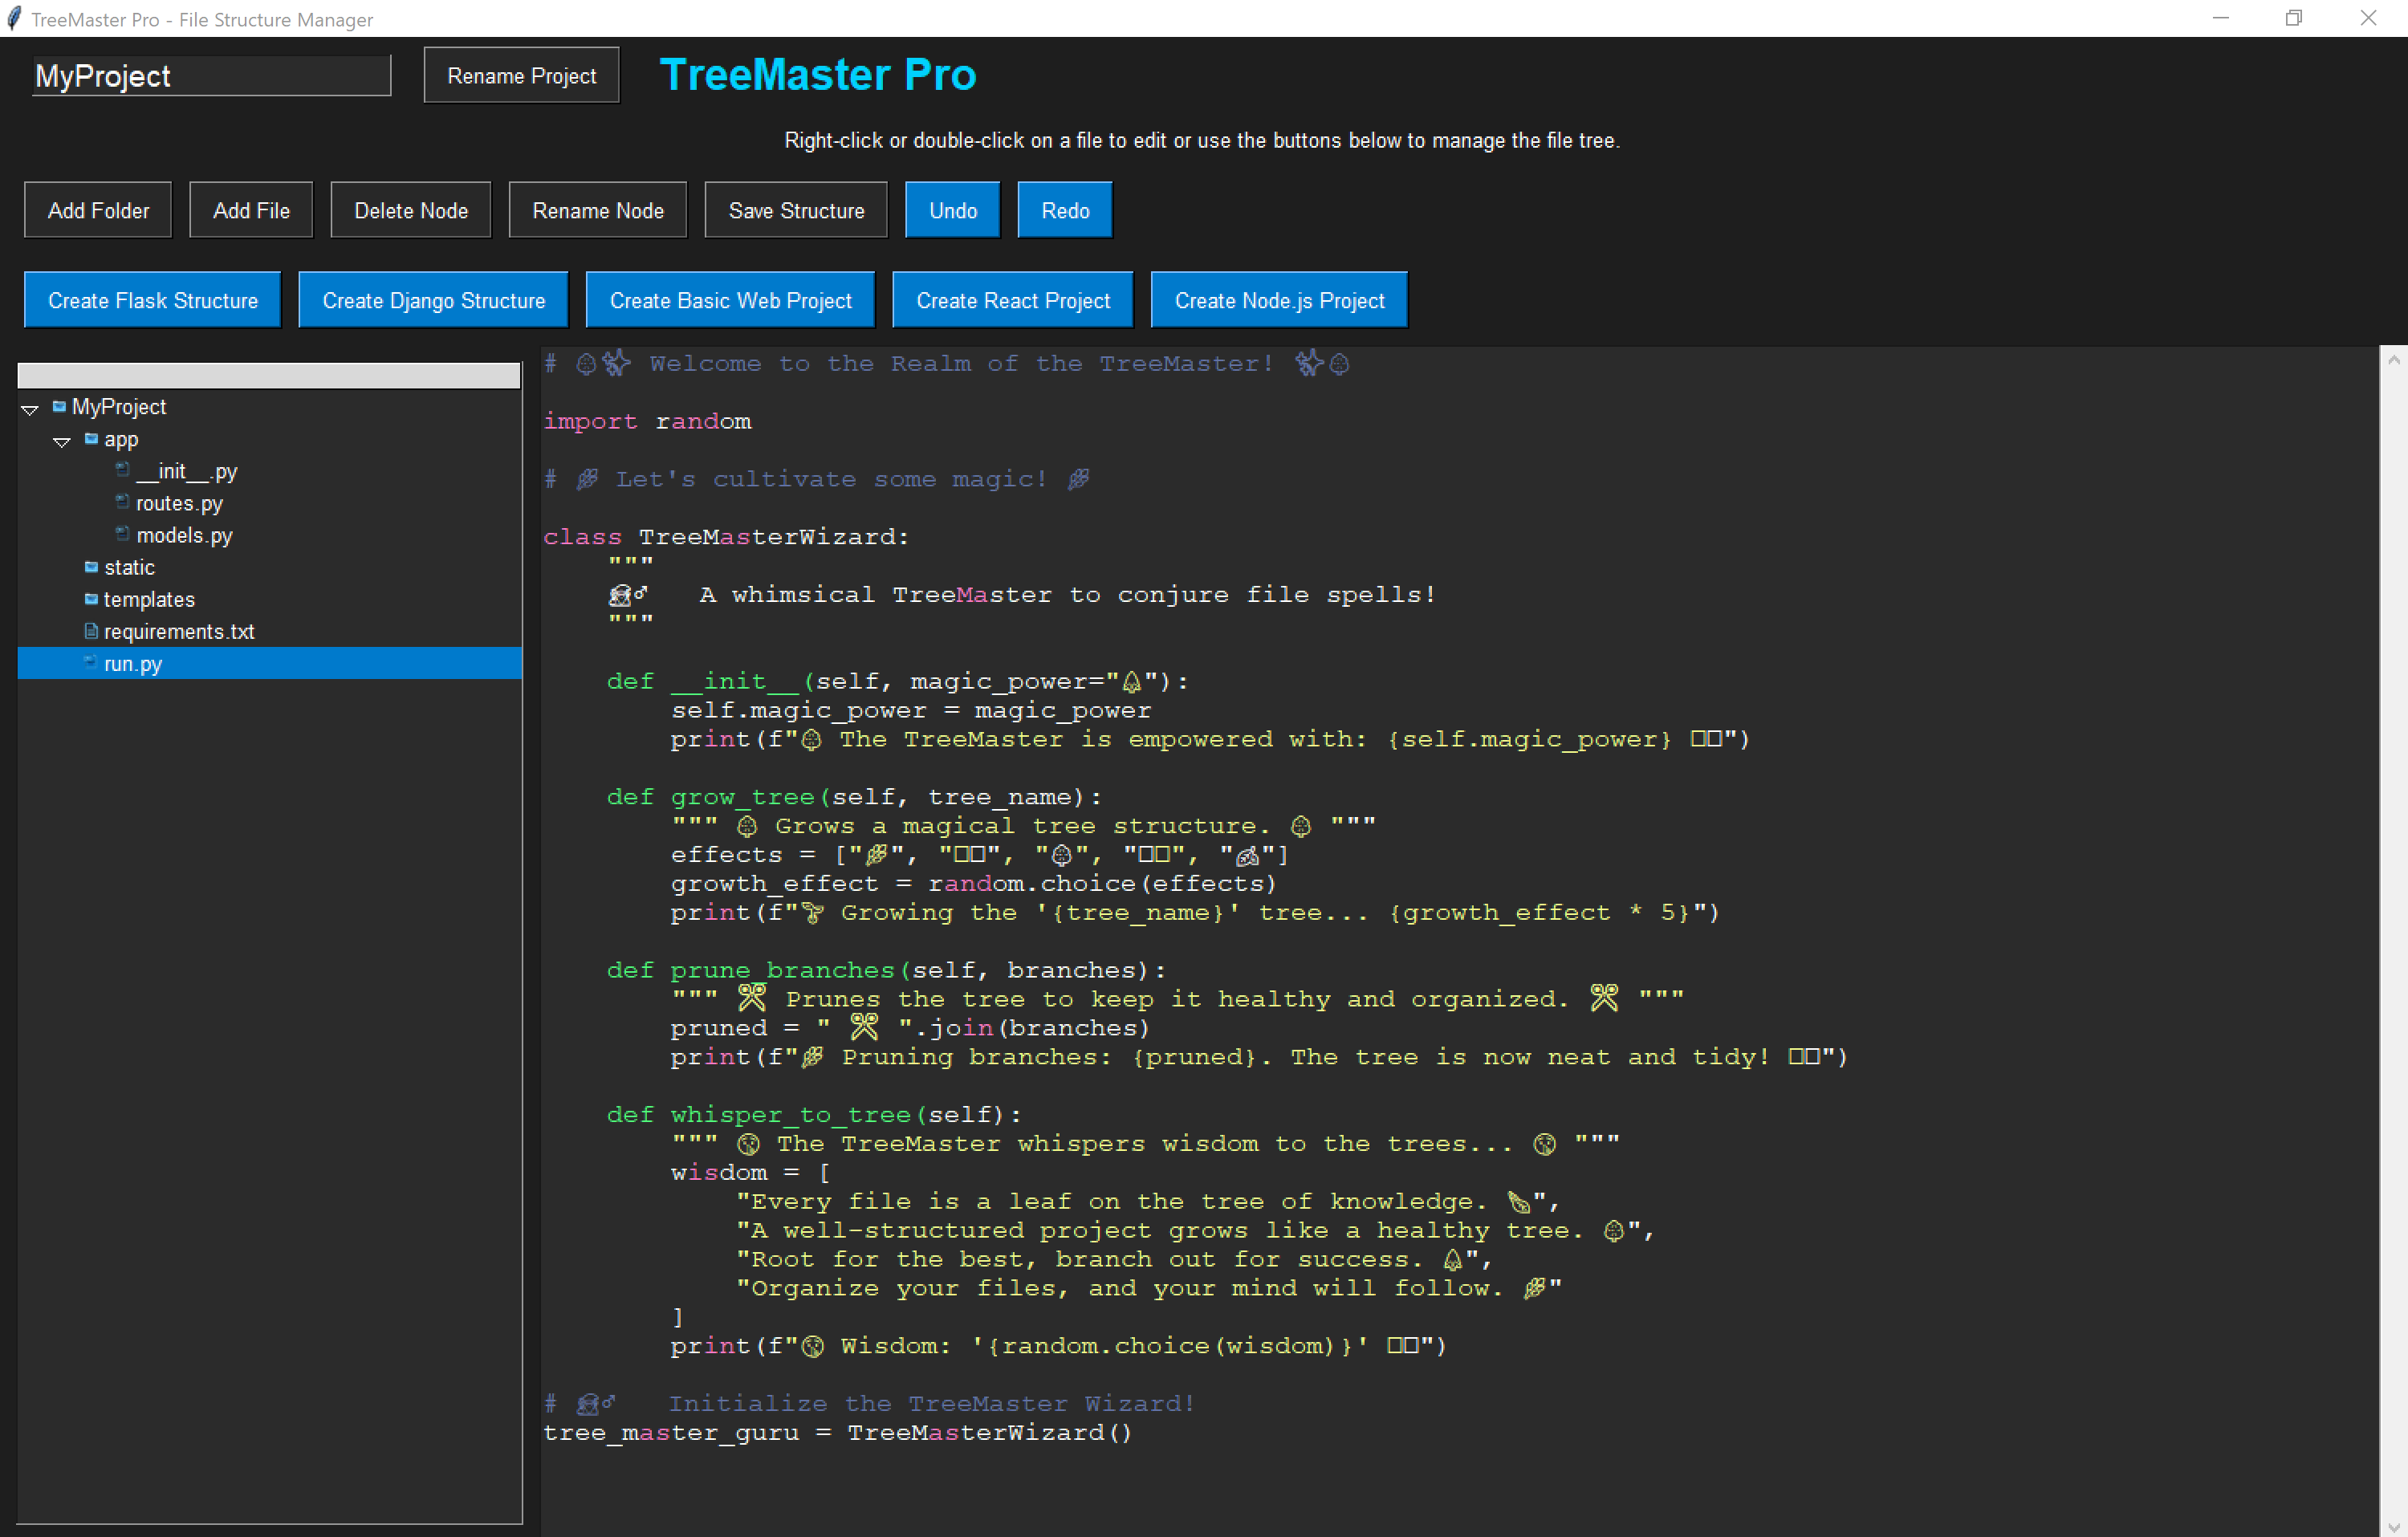 TreeMaster Pro - File Structure Manager
MyProject
Rename Project
TreeMaster Pro
Right-click or double-click on a file to edit or use the buttons below to manage the file tree.
Add Folder
Add File
Delete Node
Rename Node
Save Structure
Undo
Redo
Create Flask Structure
Create Django Structure
Create Basic Web Project
Create React Project
Create Node.js Project
MyProject
app
__init__.py
routes.py
models.py
static
templates
requirements.txt
run.py
# 🌳✨ Welcome to the Realm of the TreeMaster! ✨🌳
import random
# 🌿 Let's cultivate some magic! 🌿
class TreeMasterWizard:
"""
🧙♂ A whimsical TreeMaster to conjure file spells!
"""
def __init__(self, magic_power="🌲"):
self.magic_power = magic_power
print(f"🌳 The TreeMaster is empowered with: {self.magic_power} □□")
def grow_tree(self, tree_name):
""" 🌳 Grows a magical tree structure. 🌳 """
effects = ["🌿", "□□", "🌳", "□□", "🍃"]
growth_effect = random.choice(effects)
print(f"🌱 Growing the '{tree_name}' tree... {growth_effect * 5}")
def prune_branches(self, branches):
""" ✂ Prunes the tree to keep it healthy and organized. ✂ """
pruned = " ✂ ".join(branches)
print(f"🌿 Pruning branches: {pruned}. The tree is now neat and tidy! □□")
def whisper_to_tree(self):
""" 🌬 The TreeMaster whispers wisdom to the trees... 🌬 """
wisdom = [
"Every file is a leaf on the tree of knowledge. 🍃",
"A well-structured project grows like a healthy tree. 🌳",
"Root for the best, branch out for success. 🌲",
"Organize your files, and your mind will follow. 🌿"
]
print(f"🌬 Wisdom: '{random.choice(wisdom)}' □□")
# 🧙♂ Initialize the TreeMaster Wizard!
tree_master_guru = TreeMasterWizard()